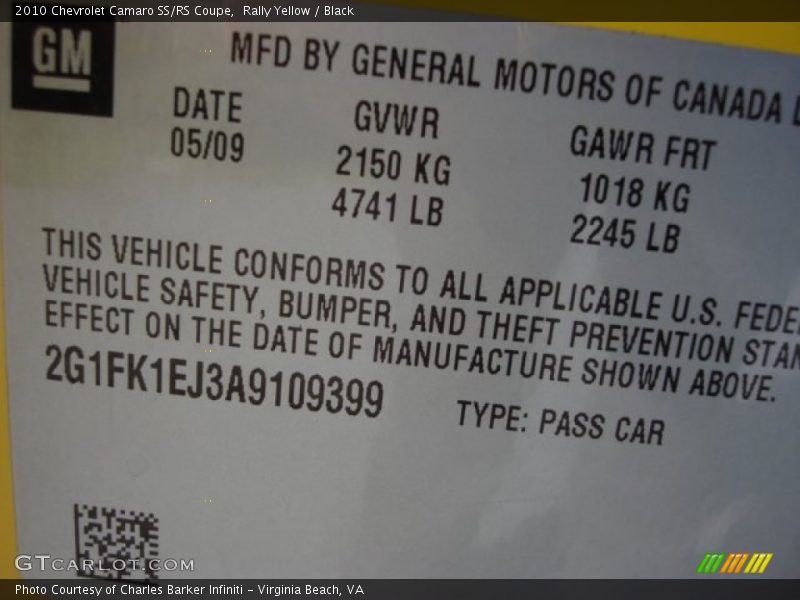 2010 Chevrolet Camaro SS/RS Coupe,  Rally Yellow / Black
GM
MFD BY GENERAL MOTORS OF CANADA
DATE GVWR GAWR FRT
05/09 2150 KG 1018 KG
4741 LB 2245 LB
THIS VEHICLE CONFORMS TO ALL APPLICABLE U.S.
VEHICLE SAFETY, BUMPER, AND THEFT PREVENTION
EFFECT ON THE DATE OF MANUFACTURE SHOWN ABOVE.
2G1FK1EJ3A9109399 TYPE: PASS CAR
GTCARLOT.COM
Photo Courtesy of Charles Barker Infiniti - Virginia Beach, VA